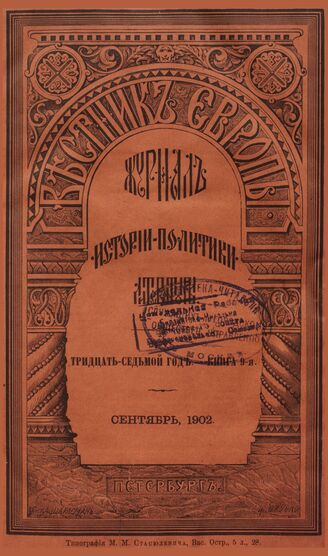 ВѢСТНИКЪ ЕВРОПЫ
ЖУРНАЛЪ
ИСТОРІИ·ПОЛИТИКИ·
ТРИДЦАТЬ-СЕДЬМОЙ ГОДЪ. — КНИГА 9-я.
МОСКВА
СЕНТЯБРЬ, 1902.
ПЕТЕРБУРГЪ
Типографія М. М. Стасюлевича, Вас. Остр., 5 л., 28.